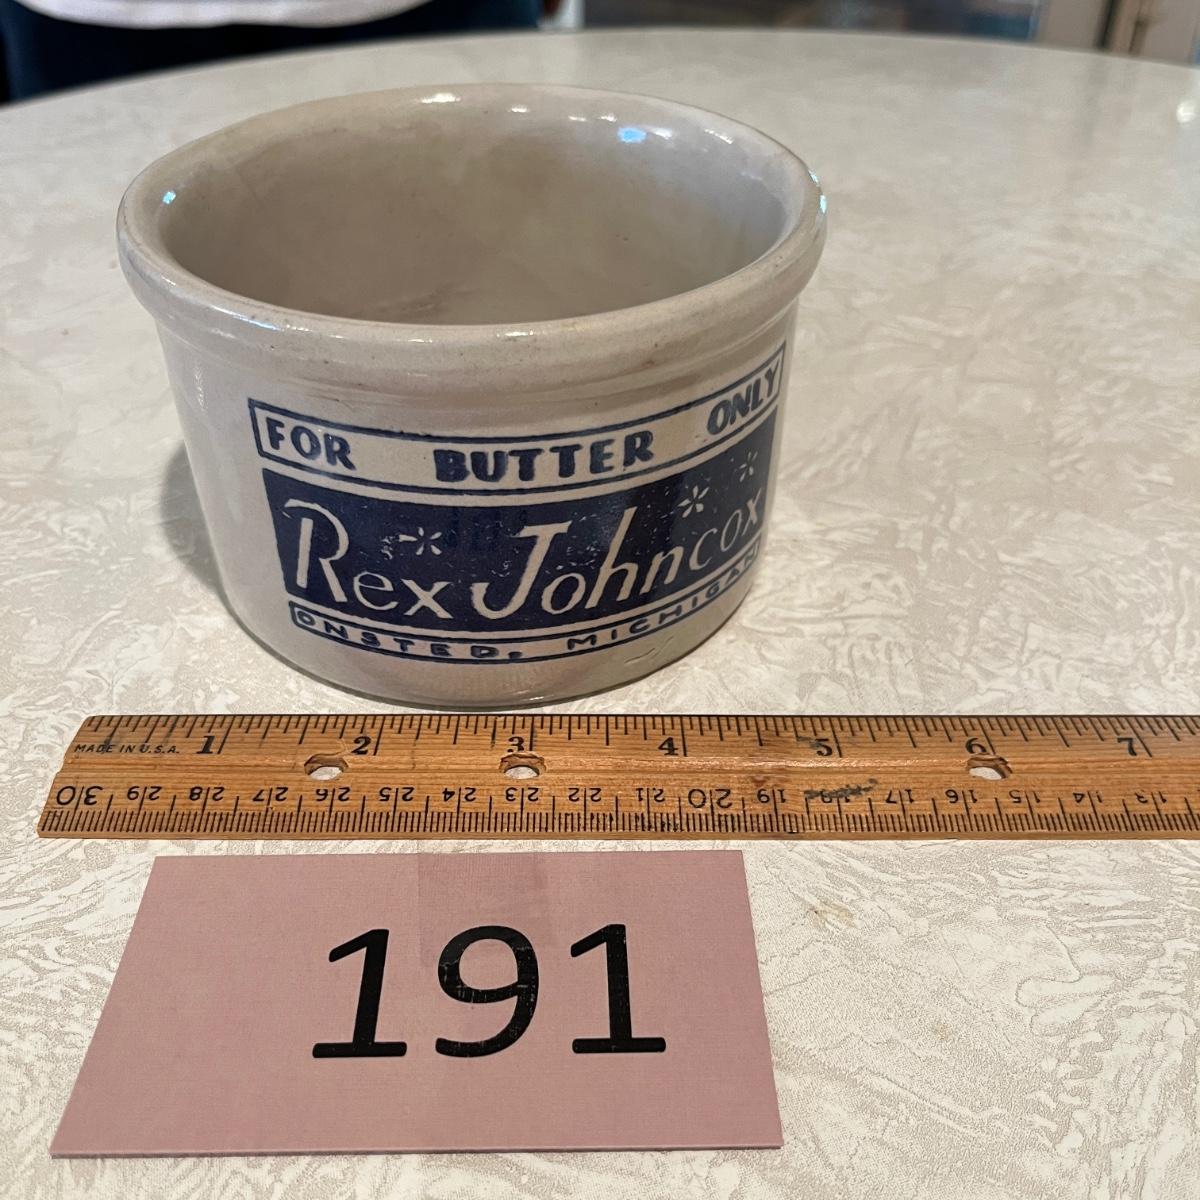 FOR BUTTER ONLY
Rex Johncox
ONSTED, MICHIGAN
MADE IN U.S.A. 1 2 3 4 5 6 7
30 29 28 27 26 25 24 23 22 21 20 19 18 17 16 15 14 13
191